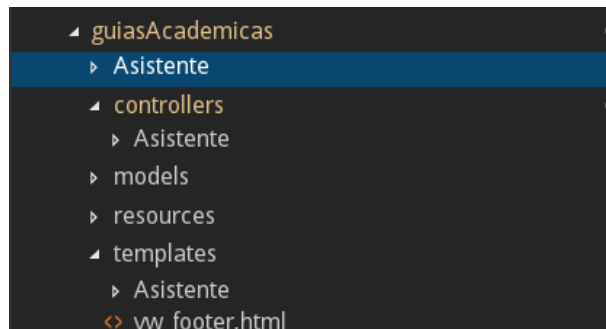 guiasAcademicas
Asistente
controllers
Asistente
models
resources
templates
Asistente
vw_footer.html